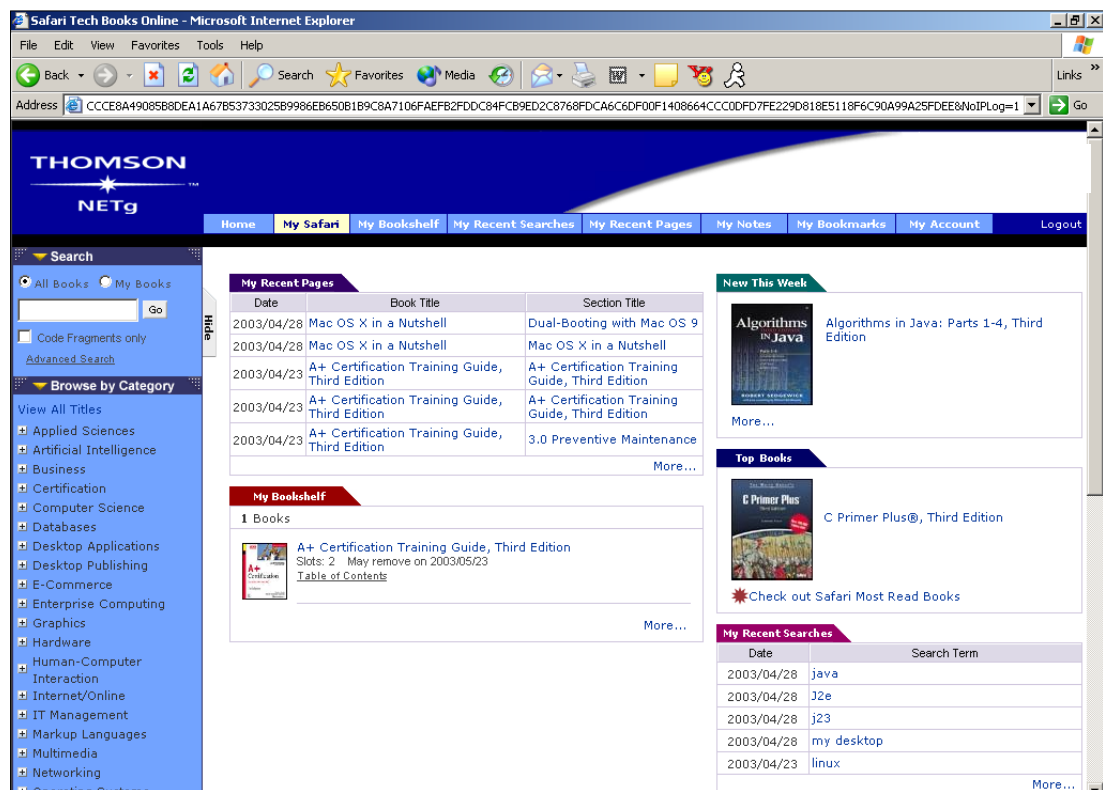 Safari Tech Books Online - Microsoft Internet Explorer
File Edit View Favorites Tools Help
Back Search Favorites Media Links »
Address CCCE8A49085B8DEA1A67B53733025B9986EB650B1B9C8A7106FAEFB2FDDC84FCB9ED2C8768FDCA6C6DF00F1408664CCC0DFD7FE229D818E5118F6C90A99A25FDEE&NoIPLog=1 Go
THOMSON
™
NETg
Home My Safari My Bookshelf My Recent Searches My Recent Pages My Notes My Bookmarks My Account Logout
Search
All Books My Books
Go
Code Fragments only
Advanced Search
Hide
Browse by Category
View All Titles
Applied Sciences
Artificial Intelligence
Business
Certification
Computer Science
Databases
Desktop Applications
Desktop Publishing
E-Commerce
Enterprise Computing
Graphics
Hardware
Human-Computer
Interaction
Internet/Online
IT Management
Markup Languages
Multimedia
Networking
My Recent Pages
Date Book Title Section Title
2003/04/28 Mac OS X in a Nutshell Dual-Booting with Mac OS 9
2003/04/28 Mac OS X in a Nutshell Mac OS X in a Nutshell
2003/04/23 A+ Certification Training Guide, Third Edition A+ Certification Training Guide, Third Edition
2003/04/23 A+ Certification Training Guide, Third Edition A+ Certification Training Guide, Third Edition
2003/04/23 A+ Certification Training Guide, Third Edition 3.0 Preventive Maintenance
More...
My Bookshelf
1 Books
A+
Certification
A+ Certification Training Guide, Third Edition
Slots: 2 May remove on 2003/05/23
Table of Contents
More...
New This Week
Algorithms
IN Java
ROBERT SEDGEWICK
Algorithms in Java: Parts 1-4, Third
Edition
More...
Top Books
C Primer Plus
C Primer Plus®, Third Edition
Check out Safari Most Read Books
My Recent Searches
Date Search Term
2003/04/28 java
2003/04/28 J2e
2003/04/28 j23
2003/04/28 my desktop
2003/04/23 linux
More...